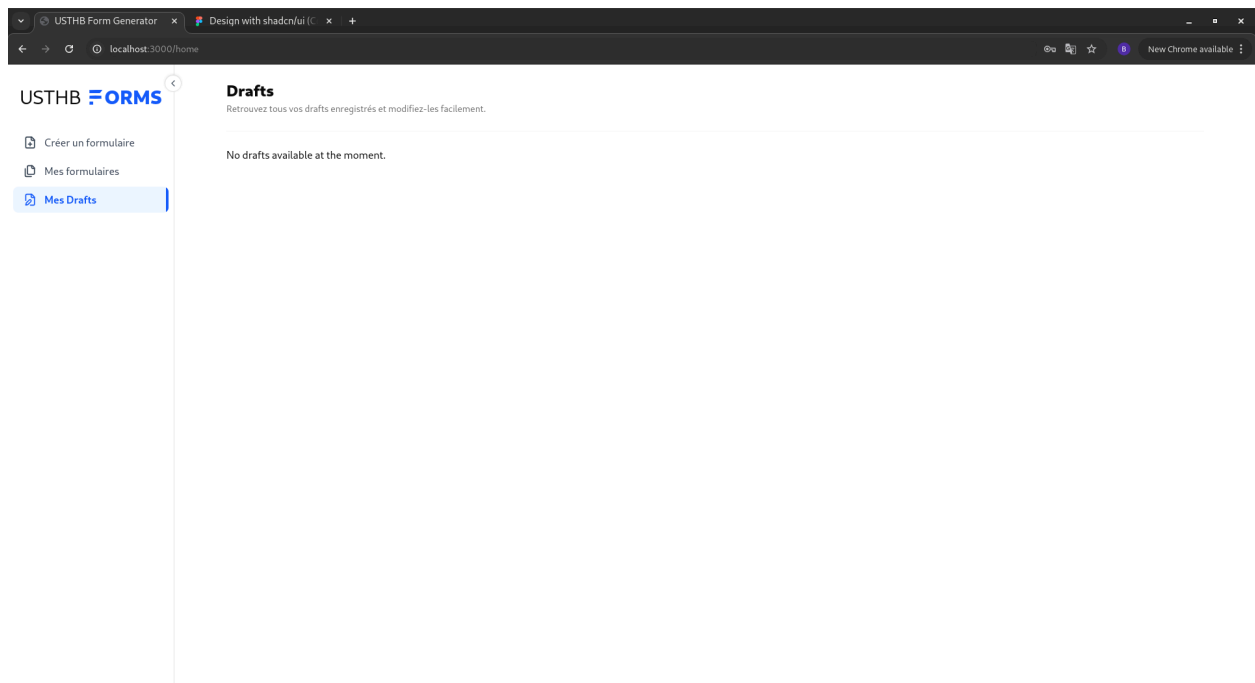 USTHB Form Generator
Design with shadcn/ui (C
localhost:3000/home
B
New Chrome available
USTHB FORMS
Créer un formulaire
Mes formulaires
Mes Drafts
Drafts
Retrouvez tous vos drafts enregistrés et modifiez-les facilement.
No drafts available at the moment.